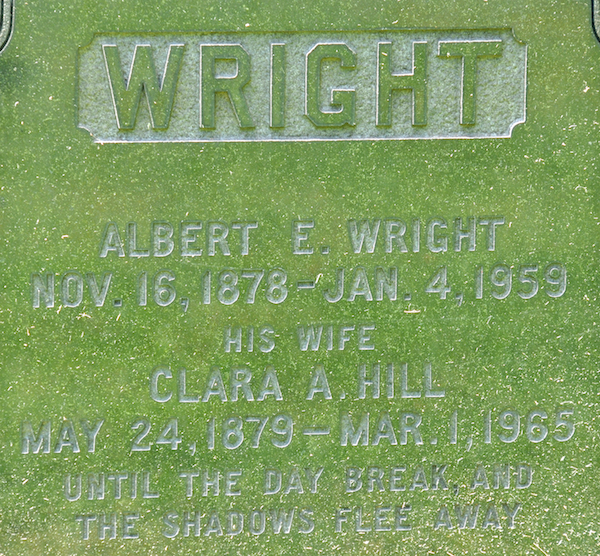 WRIGHT
ALBERT E. WRIGHT
NOV. 16, 1878 - JAN. 4, 1959
HIS WIFE
CLARA A. HILL
MAY 24, 1879 - MAR. 1, 1965
UNTIL THE DAY BREAK, AND
THE SHADOWS FLEE AWAY